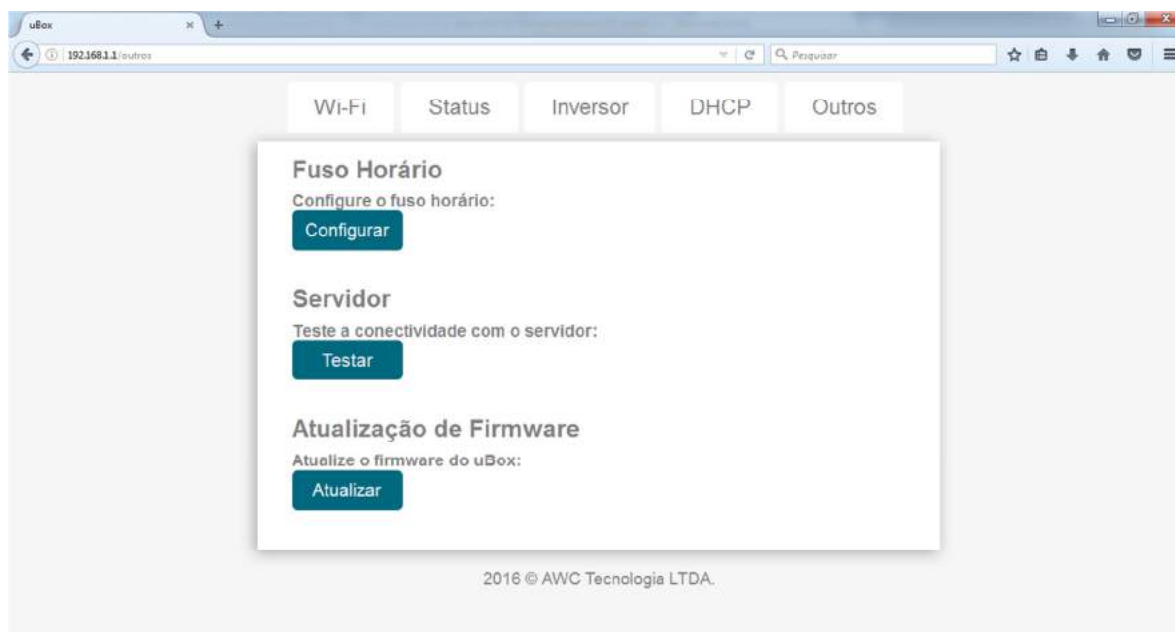 uBox
192.168.1.1/outros
Pesquisar
Wi-Fi
Status
Inversor
DHCP
Outros
Fuso Horário
Configure o fuso horário:
Configurar
Servidor
Teste a conectividade com o servidor:
Testar
Atualização de Firmware
Atualize o firmware do uBox:
Atualizar
2016 © AWC Tecnologia LTDA.